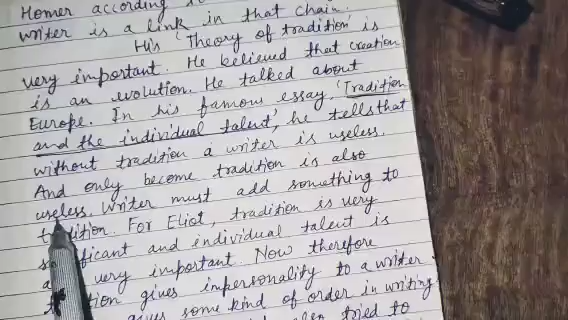 Homer according to
writer is a link in that chain.
His 'Theory of tradition' is
very important. He believed that creation
is an evolution. He talked about
Europe. In his famous essay, 'Tradition
and the individual talent', he tells that
without tradition a writer is useless.
And only become tradition is also
useless. Writer must add something to
tradition. For Eliot, tradition is very
significant and individual talent is
very important. Now therefore
gives impersonality to a writer.
gives some kind of order in writing
tried to